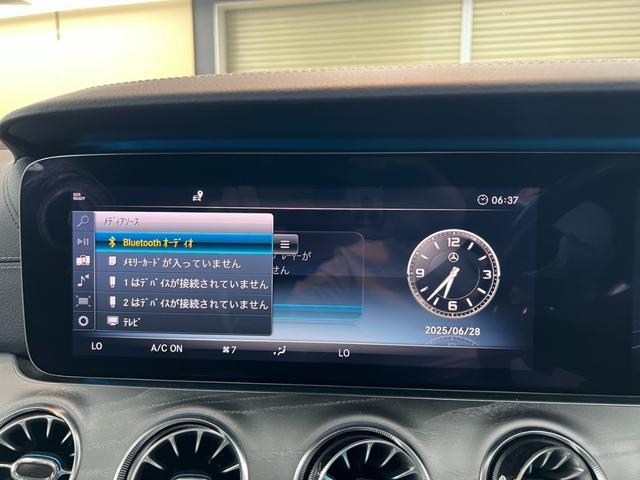 SOS
READY
06:37
ﾒﾃﾞｨｱｿｰｽ
Bluetooth ｵｰﾃﾞｨｵ
ﾒﾓﾘｰｶｰﾄﾞが入っていません
1 はﾃﾞﾊﾞｲｽが接続されていません
2 はﾃﾞﾊﾞｲｽが接続されていません
ﾃﾚﾋﾞ
ﾚｰﾔｰが
せん
12
3
6
9
2025/06/28
LO
A/C ON
7
LO